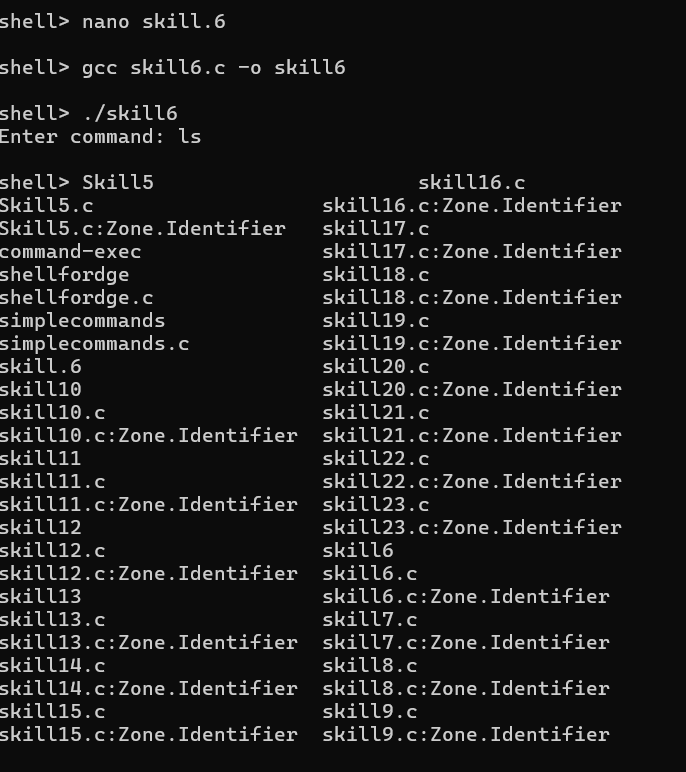 shell> nano skill.6
shell> gcc skill6.c -o skill6
shell> ./skill6
Enter command: ls
shell> Skill5                      skill16.c
Skill5.c                   skill16.c:Zone.Identifier
Skill5.c:Zone.Identifier   skill17.c
command-exec               skill17.c:Zone.Identifier
shellfordge                skill18.c
shellfordge.c              skill18.c:Zone.Identifier
simplecommands             skill19.c
simplecommands.c           skill19.c:Zone.Identifier
skill.6                    skill20.c
skill10                    skill20.c:Zone.Identifier
skill10.c                  skill21.c
skill10.c:Zone.Identifier  skill21.c:Zone.Identifier
skill11                    skill22.c
skill11.c                  skill22.c:Zone.Identifier
skill11.c:Zone.Identifier  skill23.c
skill12                    skill23.c:Zone.Identifier
skill12.c                  skill6
skill12.c:Zone.Identifier  skill6.c
skill13                    skill6.c:Zone.Identifier
skill13.c                  skill7.c
skill13.c:Zone.Identifier  skill7.c:Zone.Identifier
skill14.c                  skill8.c
skill14.c:Zone.Identifier  skill8.c:Zone.Identifier
skill15.c                  skill9.c
skill15.c:Zone.Identifier  skill9.c:Zone.Identifier